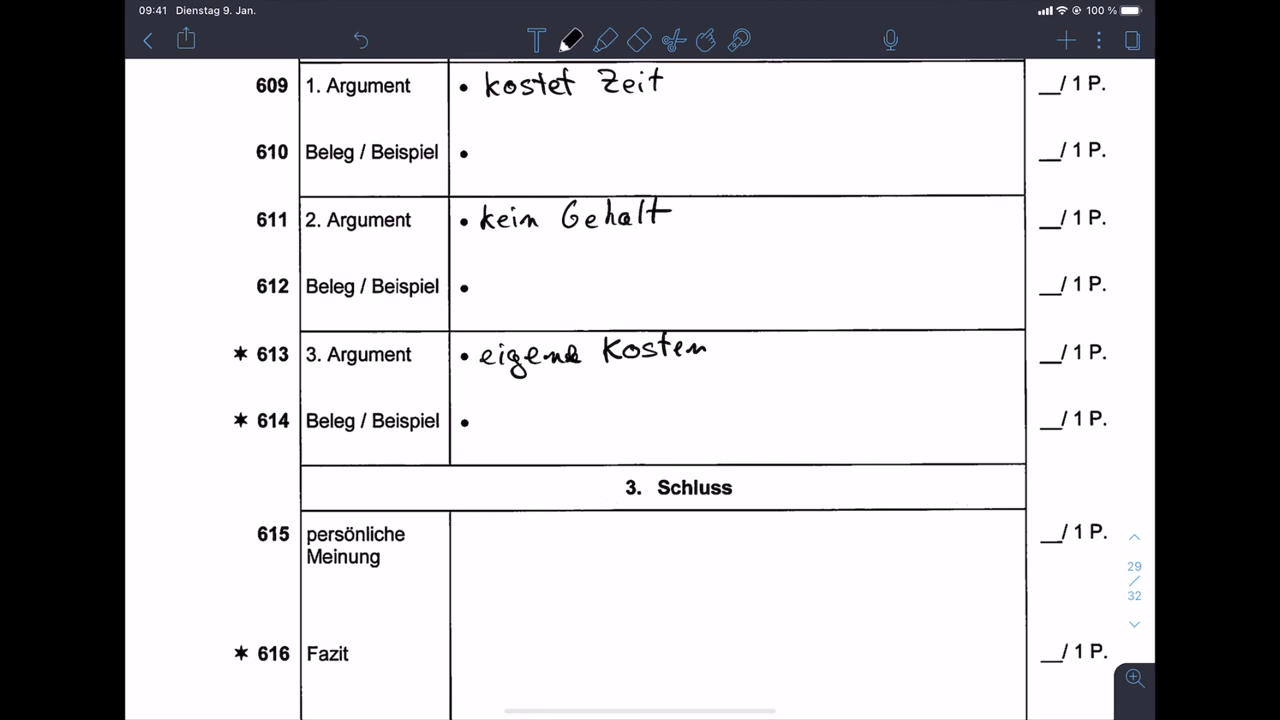 09:41 Dienstag 9. Jan. 100 %
609 1. Argument • kostet Zeit __/ 1 P.
610 Beleg / Beispiel • __/ 1 P.
611 2. Argument • kein Gehalt __/ 1 P.
612 Beleg / Beispiel • __/ 1 P.
✶ 613 3. Argument • eigene Kosten __/ 1 P.
✶ 614 Beleg / Beispiel • __/ 1 P.
3. Schluss
615 persönliche __/ 1 P.
Meinung
29
/
32
✶ 616 Fazit __/ 1 P.